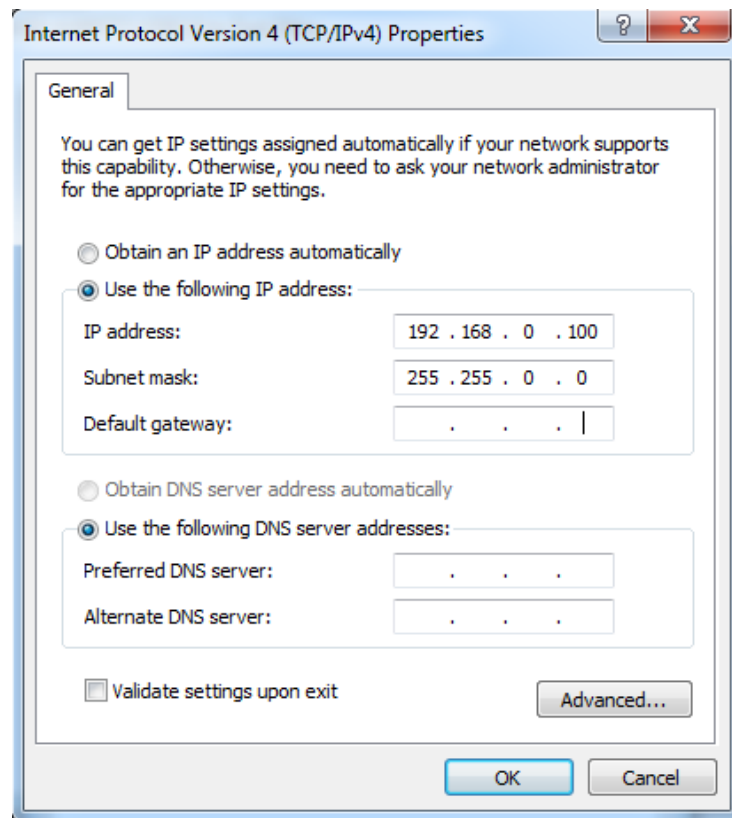 Internet Protocol Version 4 (TCP/IPv4) Properties
General
You can get IP settings assigned automatically if your network supports
this capability. Otherwise, you need to ask your network administrator
for the appropriate IP settings.
Obtain an IP address automatically
Use the following IP address:
IP address: 192 . 168 . 0 . 100
Subnet mask: 255 . 255 . 0 . 0
Default gateway: . . .
Obtain DNS server address automatically
Use the following DNS server addresses:
Preferred DNS server: . . .
Alternate DNS server: . . .
Validate settings upon exit
Advanced...
OK Cancel